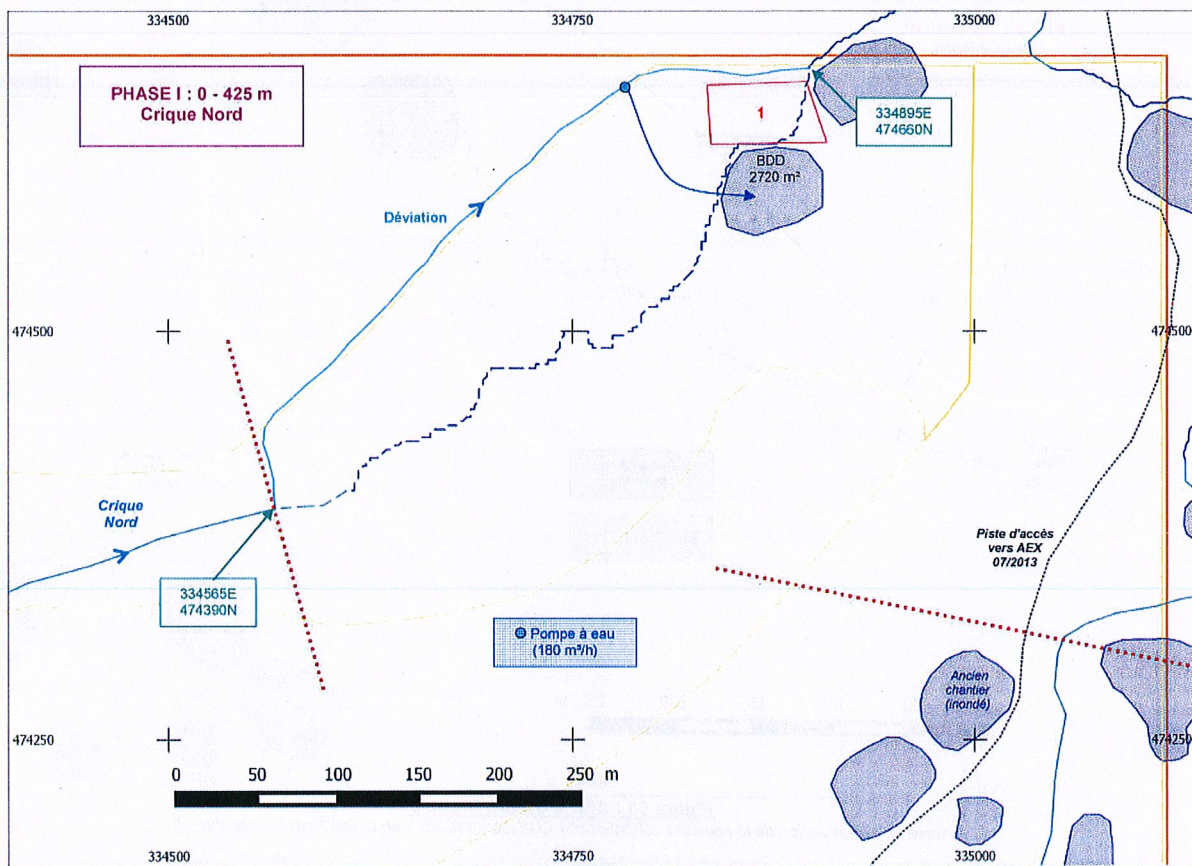 334500
334750
335000
PHASE I : 0 - 425 m
Crique Nord
1
334895E
474660N
BDD
2720 m²
Déviation
474500
474500
Crique
Nord
Piste d'accès
vers AEX
07/2013
334565E
474390N
Pompe à eau
(180 m³/h)
Ancien
chantier
(inondé)
474250
474250
0 50 100 150 200 250 m
334500
334750
335000